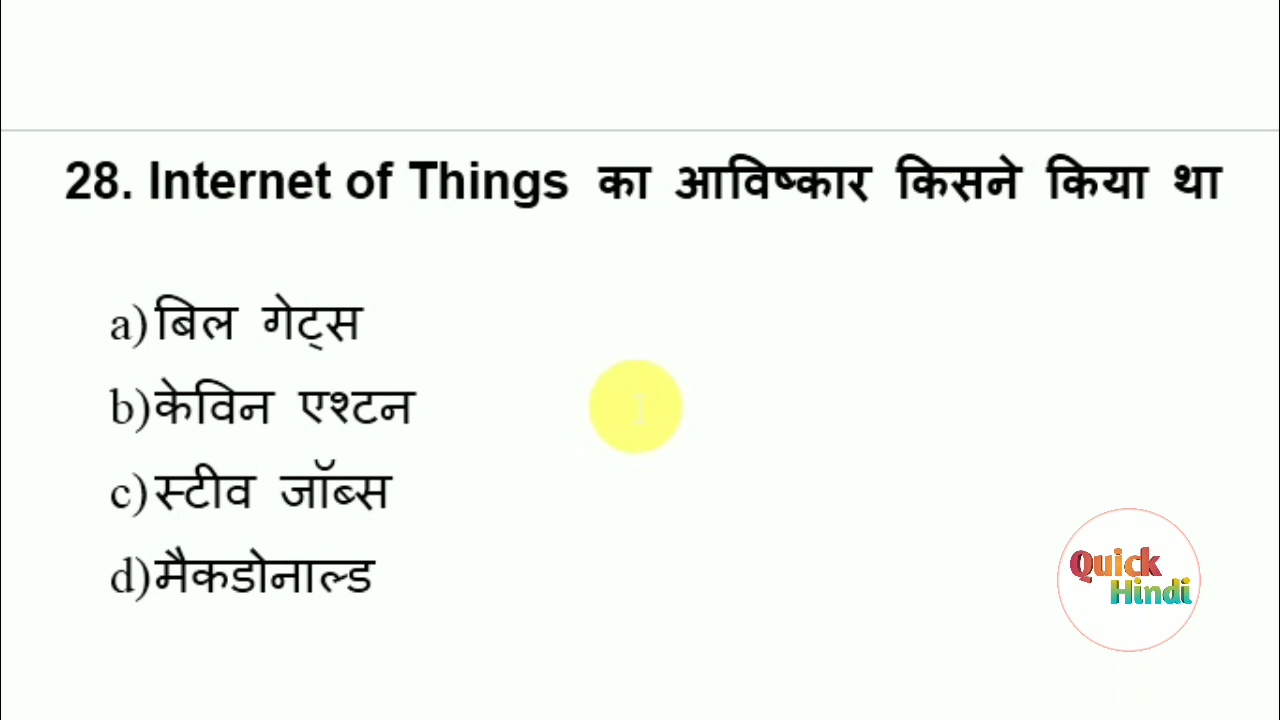 28. Internet of Things का आविष्कार किसने किया था
a) बिल गेट्स
b) केविन एश्टन
c) स्टीव जॉब्स
d) मैकडोनाल्ड
Quick
Hindi